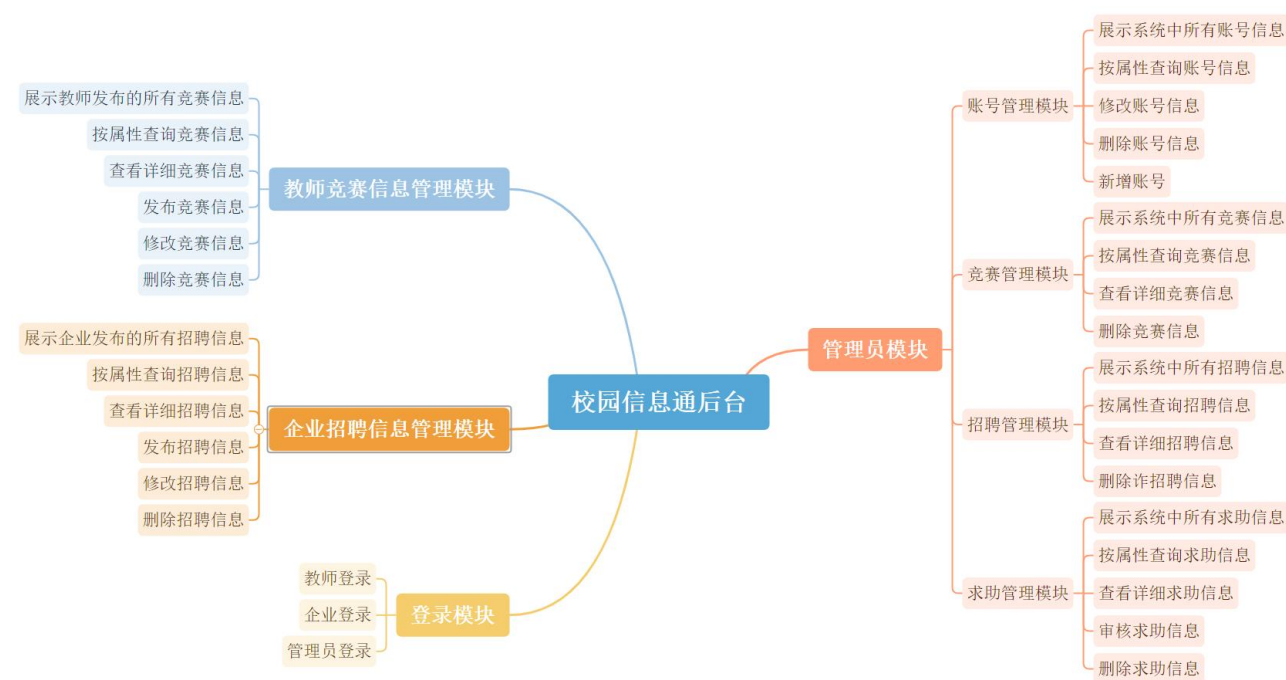 校园信息通后台
教师竞赛信息管理模块
展示教师发布的所有竞赛信息
按属性查询竞赛信息
查看详细竞赛信息
发布竞赛信息
修改竞赛信息
删除竞赛信息
企业招聘信息管理模块
展示企业发布的所有招聘信息
按属性查询招聘信息
查看详细招聘信息
发布招聘信息
修改招聘信息
删除招聘信息
登录模块
教师登录
企业登录
管理员登录
管理员模块
账号管理模块
展示系统中所有账号信息
按属性查询账号信息
修改账号信息
删除账号信息
新增账号
竞赛管理模块
展示系统中所有竞赛信息
按属性查询竞赛信息
查看详细竞赛信息
删除竞赛信息
招聘管理模块
展示系统中所有招聘信息
按属性查询招聘信息
查看详细招聘信息
删除诈招聘信息
求助管理模块
展示系统中所有求助信息
按属性查询求助信息
查看详细求助信息
审核求助信息
删除求助信息